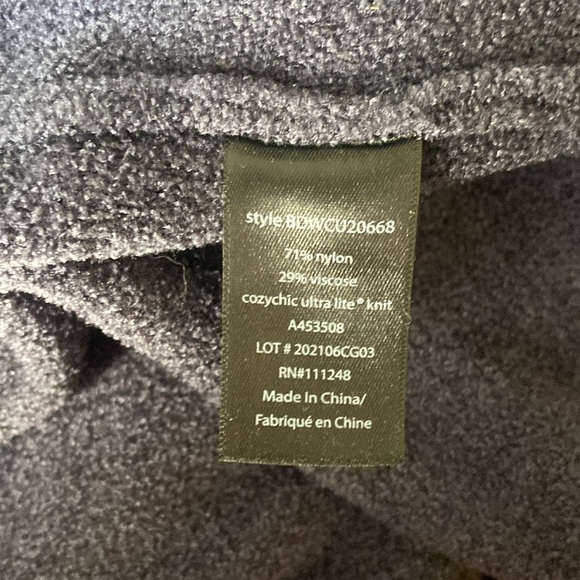 style BDWCU20668
71% nylon
29% viscose
cozychic ultra lite® knit
A453508
LOT # 202106CG03
RN#111248
Made In China/
Fabriqué en Chine